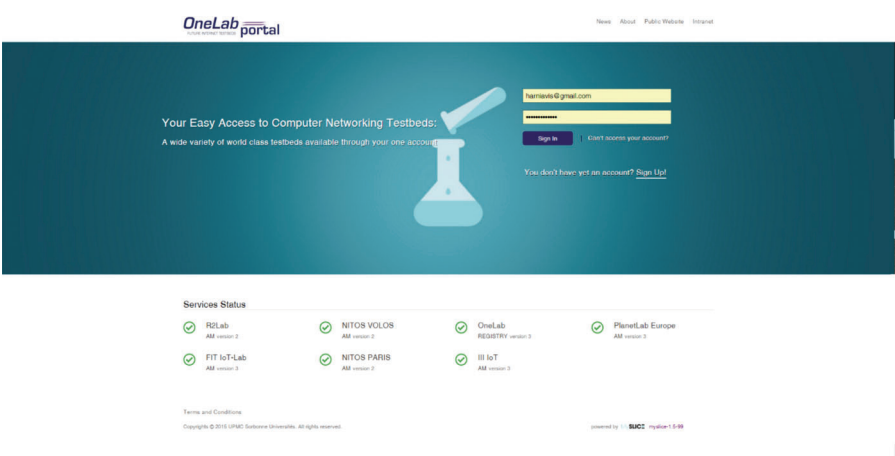 OneLab
FUTURE INTERNET TESTBEDS
portal
News About Public Website Intranet
harniavis@gmail.com
Your Easy Access to Computer Networking Testbeds:
A wide variety of world class testbeds available through your one account
Sign In | Can't access your account?
You don't have yet an account? Sign Up!
Services Status
R2Lab
AM version 2
NITOS VOLOS
AM version 2
OneLab
REGISTRY version 3
PlanetLab Europe
AM version 3
FIT IoT-Lab
AM version 3
NITOS PARIS
AM version 2
III IoT
AM version 3
Terms and Conditions
Copyrights © 2015 UPMC Sorbonne Universités. All rights reserved.
powered by MYSLICE myslice-1.5-98